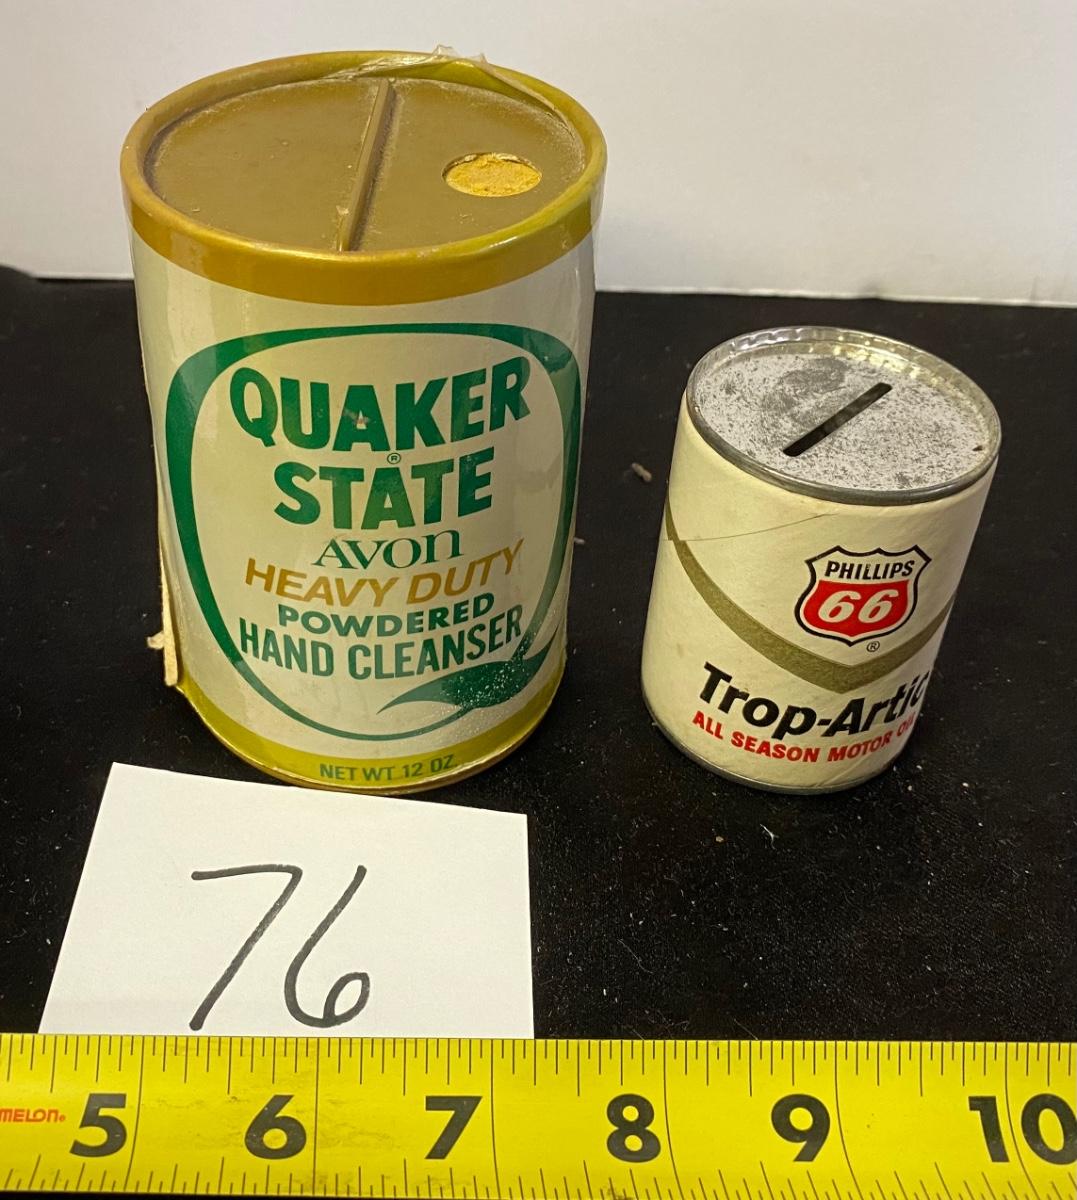 QUAKER
STATE®
AVON
HEAVY DUTY
POWDERED
HAND CLEANSER
NET WT. 12 OZ.
PHILLIPS
66
®
Trop-Artic
ALL SEASON MOTOR OIL
76
5 6 7 8 9 10